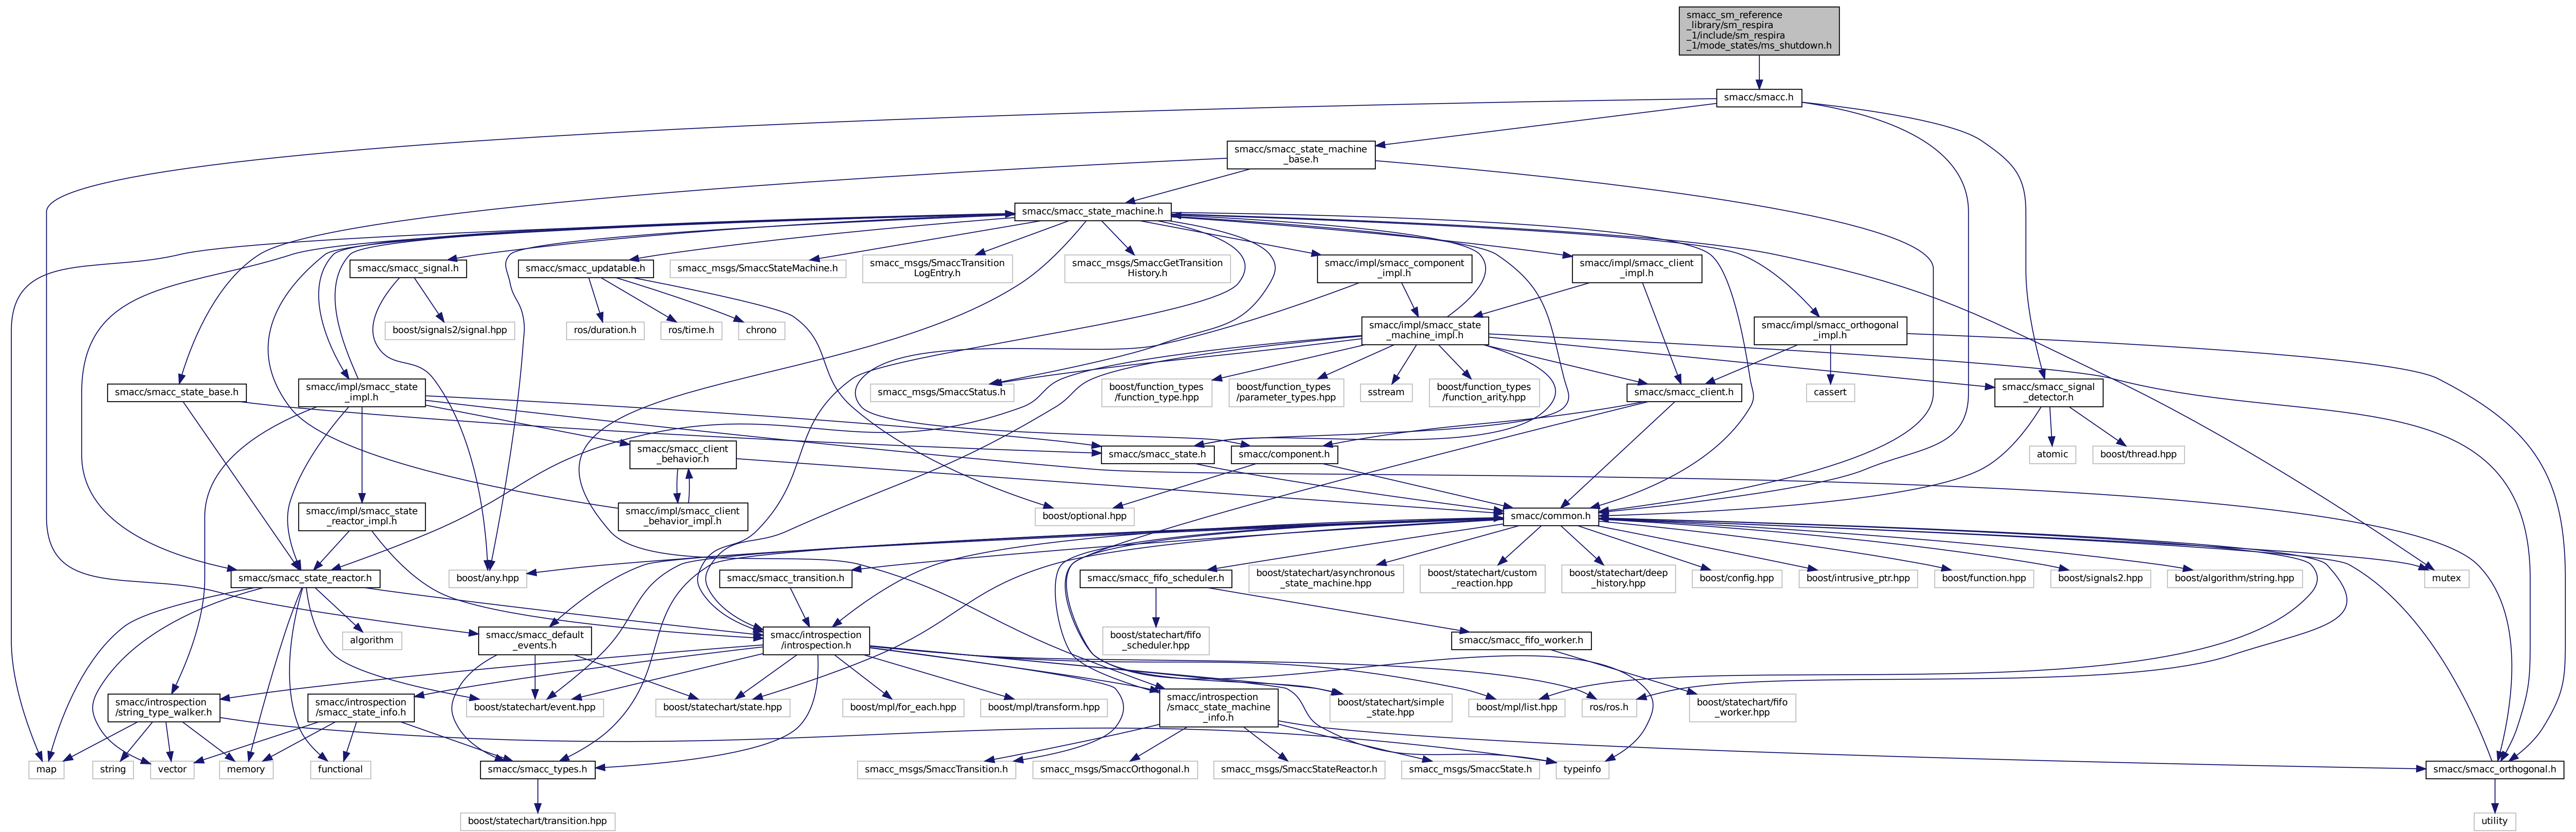 smacc_sm_reference
_library/sm_respira
_1/include/sm_respira
_1/mode_states/ms_shutdown.h
smacc/smacc.h
smacc/smacc_state_machine
_base.h
smacc/smacc_state_machine.h
smacc/smacc_signal.h
smacc/smacc_updatable.h
smacc_msgs/SmaccStateMachine.h
smacc_msgs/SmaccTransition
LogEntry.h
smacc_msgs/SmaccGetTransition
History.h
smacc/impl/smacc_component
_impl.h
smacc/impl/smacc_client
_impl.h
boost/signals2/signal.hpp
ros/duration.h
ros/time.h
chrono
smacc/impl/smacc_state
_machine_impl.h
smacc/impl/smacc_orthogonal
_impl.h
smacc/smacc_state_base.h
smacc/impl/smacc_state
_impl.h
smacc_msgs/SmaccStatus.h
boost/function_types
/function_type.hpp
boost/function_types
/parameter_types.hpp
sstream
boost/function_types
/function_arity.hpp
smacc/smacc_client.h
cassert
smacc/smacc_signal
_detector.h
smacc/smacc_client
_behavior.h
smacc/smacc_state.h
smacc/component.h
atomic
boost/thread.hpp
smacc/impl/smacc_state
_reactor_impl.h
smacc/impl/smacc_client
_behavior_impl.h
boost/optional.hpp
smacc/common.h
smacc/smacc_state_reactor.h
boost/any.hpp
smacc/smacc_transition.h
smacc/smacc_fifo_scheduler.h
boost/statechart/asynchronous
_state_machine.hpp
boost/statechart/custom
_reaction.hpp
boost/statechart/deep
_history.hpp
boost/config.hpp
boost/intrusive_ptr.hpp
boost/function.hpp
boost/signals2.hpp
boost/algorithm/string.hpp
mutex
algorithm
smacc/smacc_default
_events.h
smacc/introspection
/introspection.h
boost/statechart/fifo
_scheduler.hpp
smacc/smacc_fifo_worker.h
smacc/introspection
/string_type_walker.h
smacc/introspection
/smacc_state_info.h
boost/statechart/event.hpp
boost/statechart/state.hpp
boost/mpl/for_each.hpp
boost/mpl/transform.hpp
smacc/introspection
/smacc_state_machine
_info.h
boost/statechart/simple
_state.hpp
boost/mpl/list.hpp
ros/ros.h
boost/statechart/fifo
_worker.hpp
map
string
vector
memory
functional
smacc/smacc_types.h
smacc_msgs/SmaccTransition.h
smacc_msgs/SmaccOrthogonal.h
smacc_msgs/SmaccStateReactor.h
smacc_msgs/SmaccState.h
typeinfo
smacc/smacc_orthogonal.h
boost/statechart/transition.hpp
utility